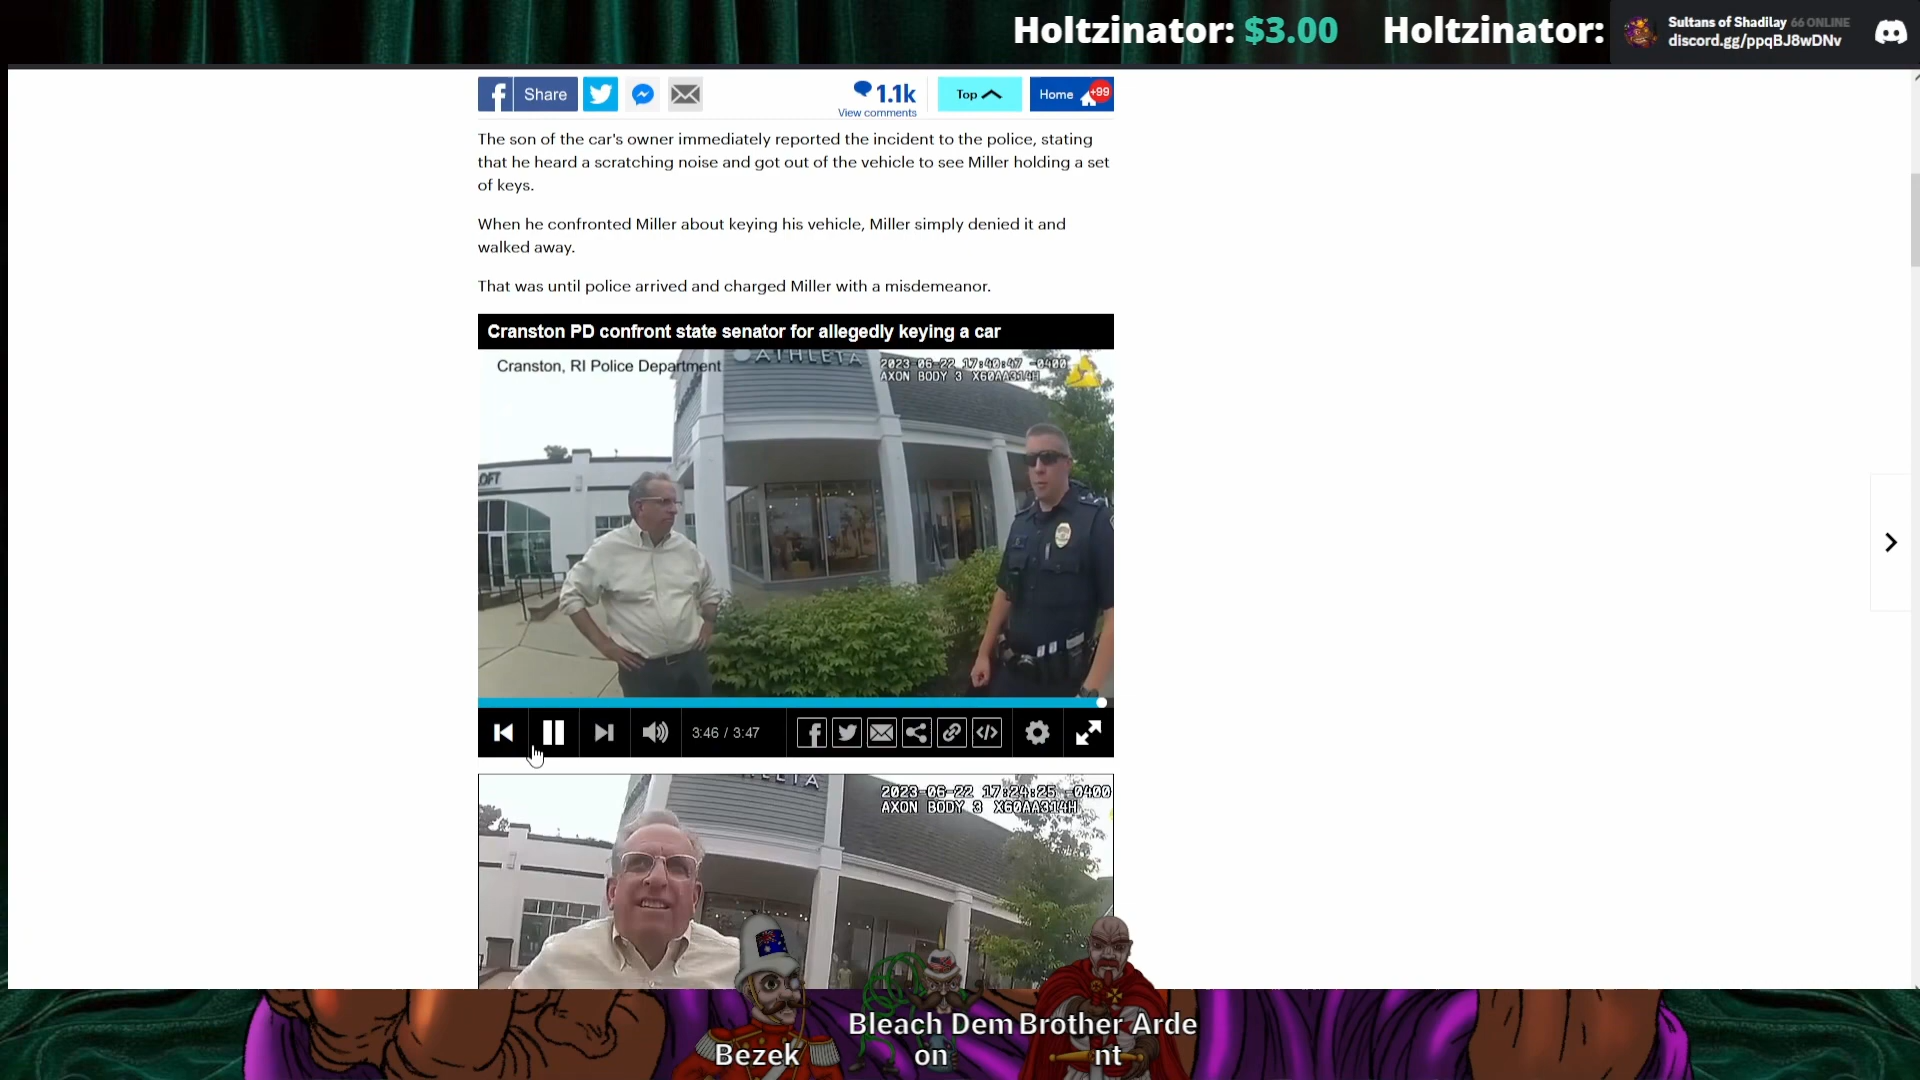 Holtzinator: $3.00 Holtzinator:
Sultans of Shadilay 66 ONLINE
discord.gg/ppqBJ8wDNv
Share
1.1k
View comments
Top
Home
+99
The son of the car's owner immediately reported the incident to the police, stating
that he heard a scratching noise and got out of the vehicle to see Miller holding a set
of keys.
When he confronted Miller about keying his vehicle, Miller simply denied it and
walked away.
That was until police arrived and charged Miller with a misdemeanor.
Cranston PD confront state senator for allegedly keying a car
Cranston, RI Police Department
ATHLETA
2023-06-22 17:40:47 -0400
AXON BODY 3 X60AA314H
LOFT
3:46 / 3:47
2023-06-22 17:24:25 -0400
AXON BODY 3 X60AA314H
Bezek
Bleach Dem
on
Brother Arde
nt